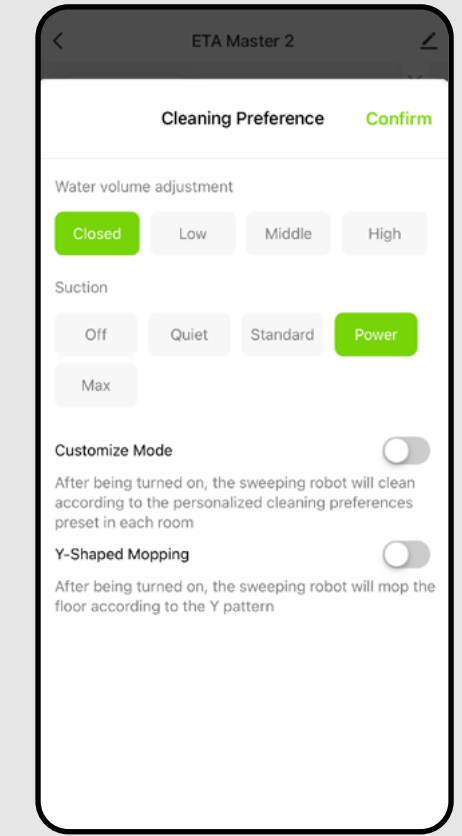 ETA Master 2
Cleaning Preference Confirm
Water volume adjustment
Closed Low Middle High
Suction
Off Quiet Standard Power
Max
Customize Mode
After being turned on, the sweeping robot will clean
according to the personalized cleaning preferences
preset in each room
Y-Shaped Mopping
After being turned on, the sweeping robot will mop the
floor according to the Y pattern